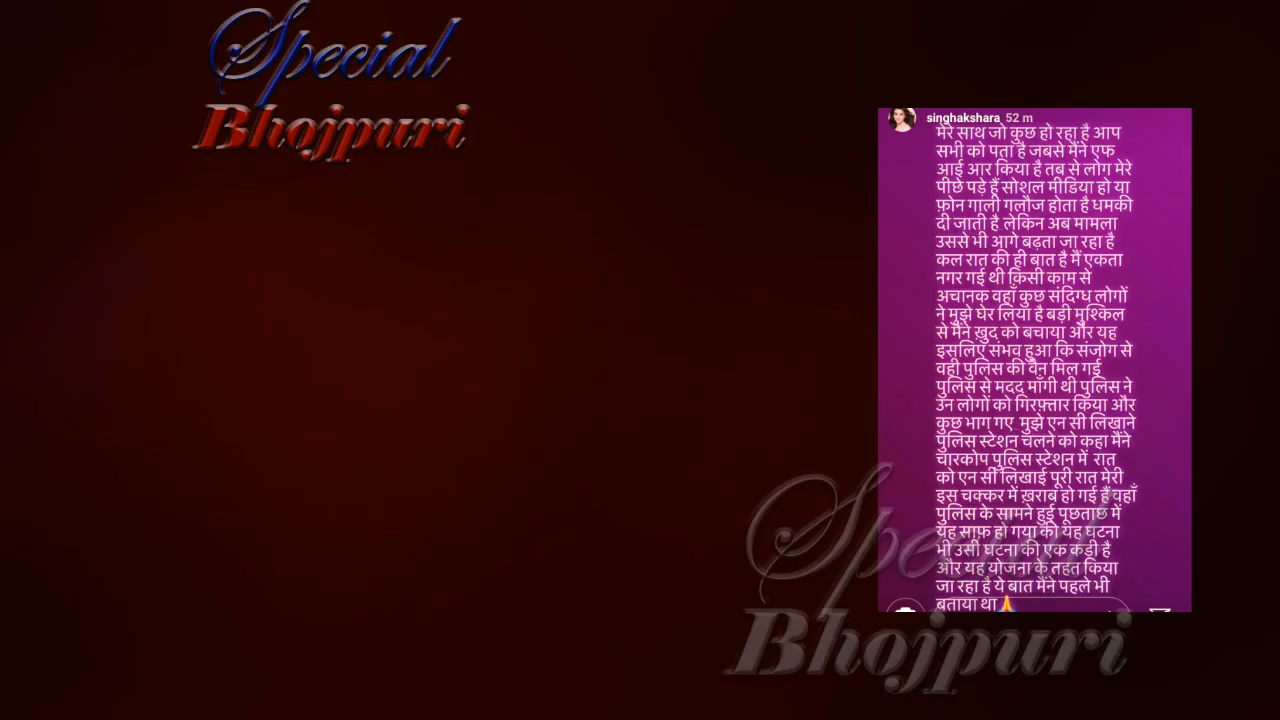 Special
Bhojpuri
singhakshara 52 m
मेरे साथ जो कुछ हो रहा है आप
सभी को पता है जबसे मैंने एफ
आई आर किया है तब से लोग मेरे
पीछे पड़े हैं सोशल मीडिया हो या
फ़ोन गाली गलौज होता है धमकी
दी जाती है लेकिन अब मामला
उससे भी आगे बढ़ता जा रहा है
कल रात की ही बात है मैं एकता
नगर गई थी किसी काम से
अचानक वहाँ कुछ संदिग्ध लोगों
ने मुझे घेर लिया है बड़ी मुश्किल
से मैंने ख़ुद को बचाया और यह
इसलिए संभव हुआ कि संजोग से
वही पुलिस की वैन मिल गई
पुलिस से मदद माँगी थी पुलिस ने
उन लोगों को गिरफ़्तार किया और
कुछ भाग गए मुझे एन सी लिखाने
पुलिस स्टेशन चलने को कहा मैंने
चारकोप पुलिस स्टेशन में रात
को एन सी लिखाई पूरी रात मेरी
इस चक्कर में ख़राब हो गई है वहाँ
पुलिस के सामने हुई पूछताछ में
यह साफ़ हो गया की यह घटना
भी उसी घटना की एक कड़ी है
और यह योजना के तहत किया
जा रहा है ये बात मैंने पहले भी
बताया था🙏
Special
Bhojpuri